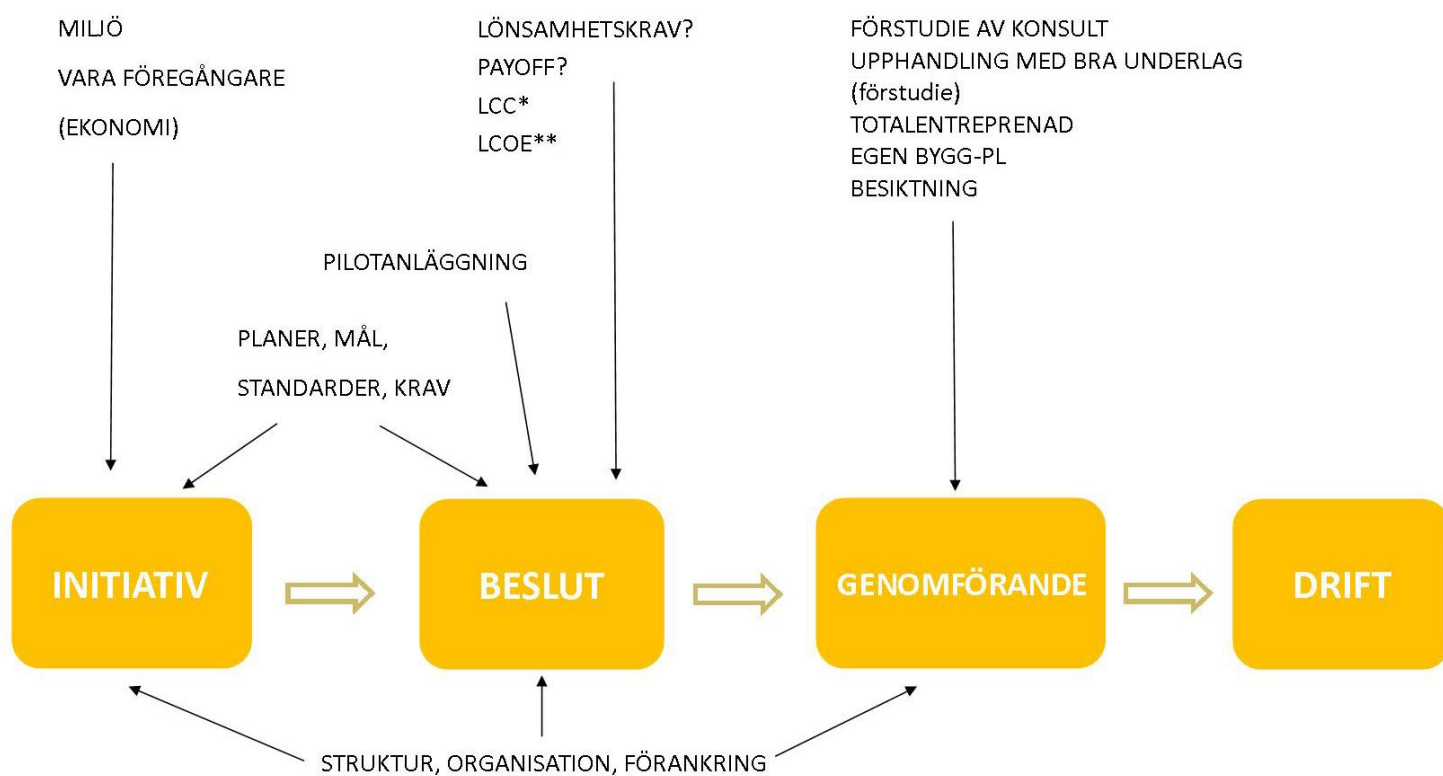 MILJÖ
VARA FÖREGÅNGARE
(EKONOMI)
LÖNSAMHETSKRAV?
PAYOFF?
LCC*
LCOE**
FÖRSTUDIE AV KONSULT
UPPHANDLING MED BRA UNDERLAG
(förstudie)
TOTALENTREPRENAD
EGEN BYGG-PL
BESIKTNING
PILOTANLÄGGNING
PLANER, MÅL,
STANDARDER, KRAV
INITIATIV
BESLUT
GENOMFÖRANDE
DRIFT
STRUKTUR, ORGANISATION, FÖRANKRING